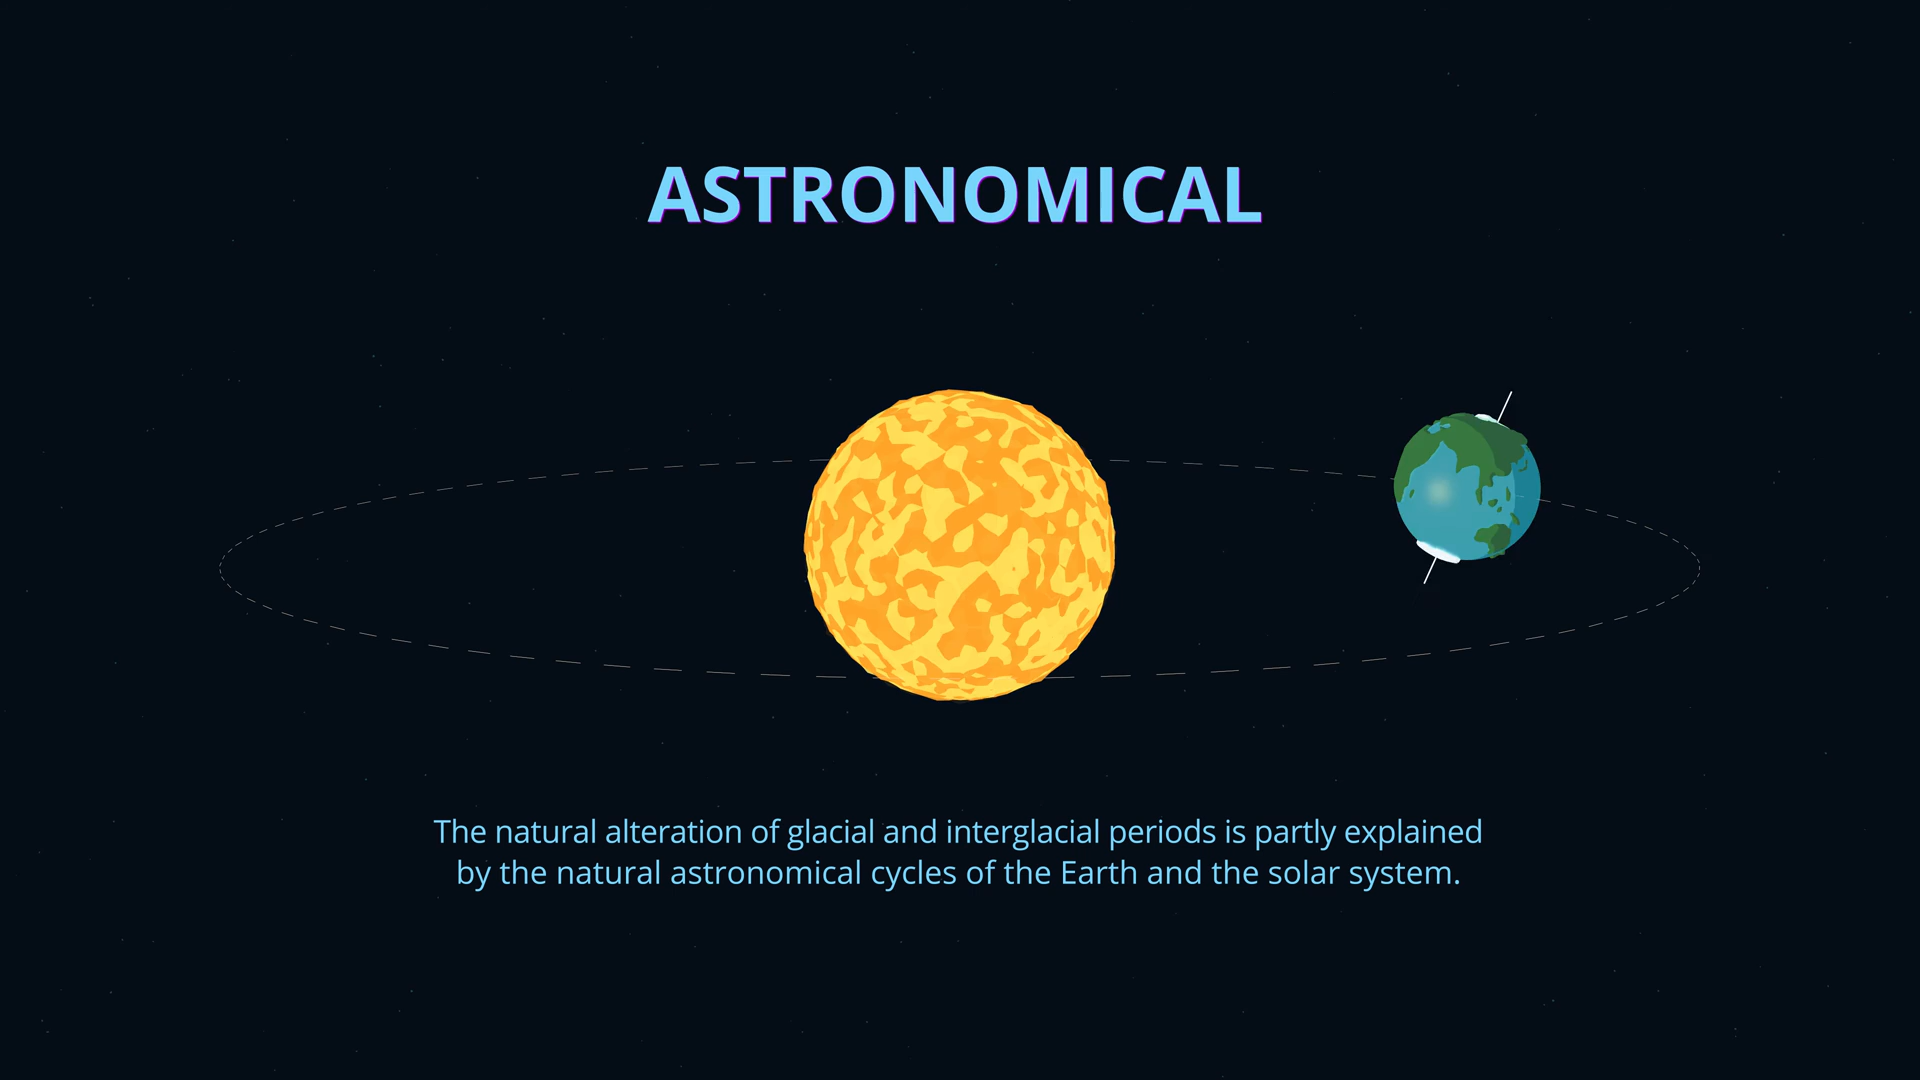 ASTRONOMICAL
The natural alteration of glacial and interglacial periods is partly explained
by the natural astronomical cycles of the Earth and the solar system.